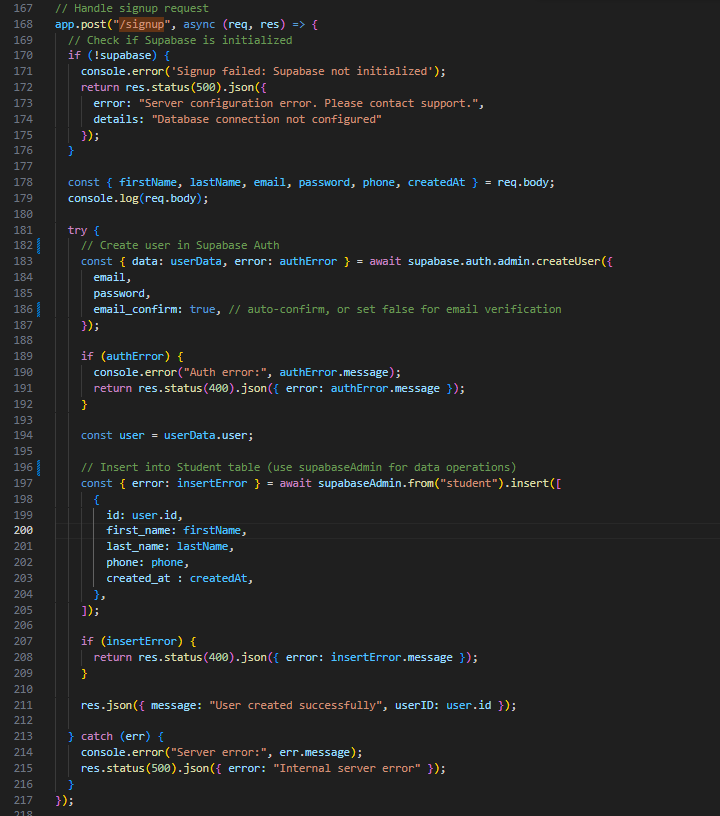 167 // Handle signup request
168 app.post("/signup", async (req, res) => {
169 // Check if Supabase is initialized
170 if (!supabase) {
171 console.error('Signup failed: Supabase not initialized');
172 return res.status(500).json({
173 error: "Server configuration error. Please contact support.",
174 details: "Database connection not configured"
175 });
176 }
177
178 const { firstName, lastName, email, password, phone, createdAt } = req.body;
179 console.log(req.body);
180
181 try {
182 // Create user in Supabase Auth
183 const { data: userData, error: authError } = await supabase.auth.admin.createUser({
184 email,
185 password,
186 email_confirm: true, // auto-confirm, or set false for email verification
187 });
188
189 if (authError) {
190 console.error("Auth error:", authError.message);
191 return res.status(400).json({ error: authError.message });
192 }
193
194 const user = userData.user;
195
196 // Insert into Student table (use supabaseAdmin for data operations)
197 const { error: insertError } = await supabaseAdmin.from("student").insert([
198 {
199 id: user.id,
200 first_name: firstName,
201 last_name: lastName,
202 phone: phone,
203 created_at : createdAt,
204 },
205 ]);
206
207 if (insertError) {
208 return res.status(400).json({ error: insertError.message });
209 }
210
211 res.json({ message: "User created successfully", userID: user.id });
212
213 } catch (err) {
214 console.error("Server error:", err.message);
215 res.status(500).json({ error: "Internal server error" });
216 }
217 });
218